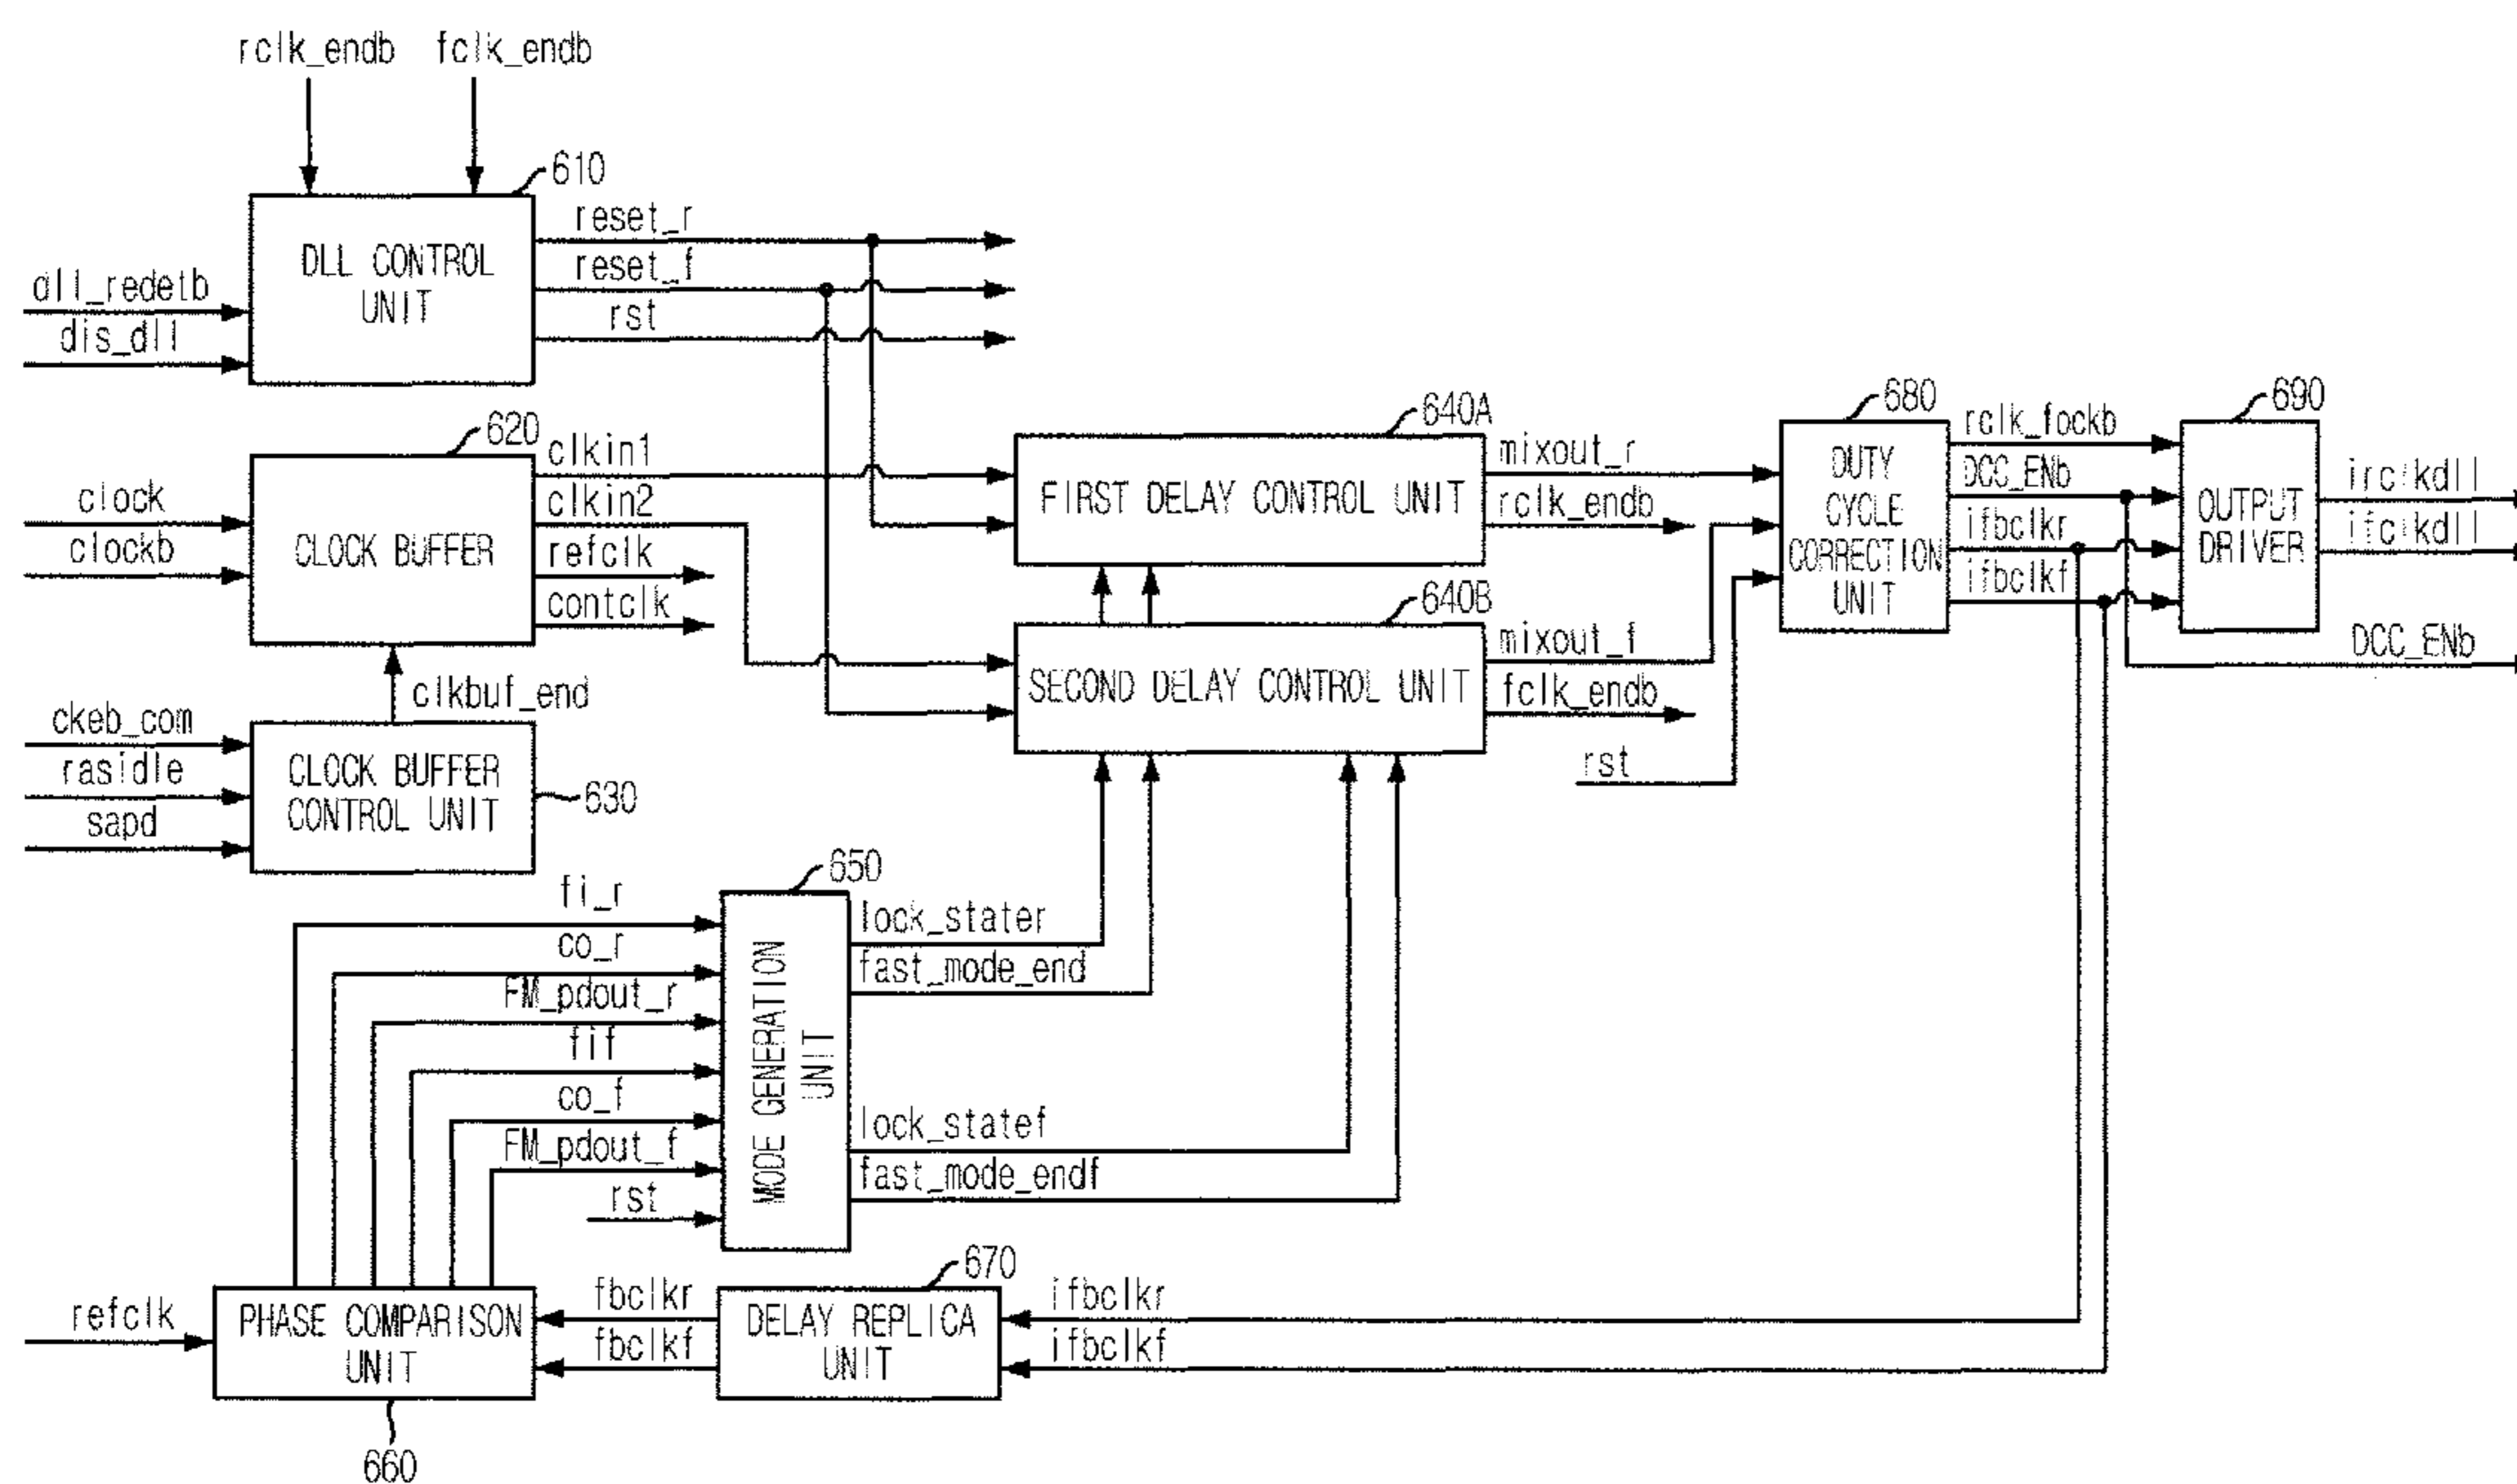 rclk_endb fclk_endb
610
reset_r
DLL CONTROL
UNIT
reset_f
dll_redetb
rst
dis_dll
640A
680
690
620
rclk_fockb
clkin1
mixout_r
DUTY
CYCLE
CORRECTION
UNIT
DCC_ENb
clock
clkin2
FIRST DELAY CONTROL UNIT
rclk_endb
OUTPUT
DRIVER
irclkdll
clockb
CLOCK BUFFER
refclk
ifbclkr
ifclkdll
contclk
640B
ifbclkf
mixout_f
DCC_ENb
clkbuf_end
SECOND DELAY CONTROL UNIT
fclk_endb
ckeb_com
rasidle
CLOCK BUFFER
CONTROL UNIT
630
rst
sapd
650
fi_r
lock_stater
co_r
fast_mode_end
FM_pdout_r
MODE GENERATION
UNIT
fif
co_f
lock_statef
FM_pdout_f
fast_mode_endf
rst
670
refclk
PHASE COMPARISON
UNIT
fbclkr
DELAY REPLICA
UNIT
ifbclkr
fbclkf
ifbclkf
660